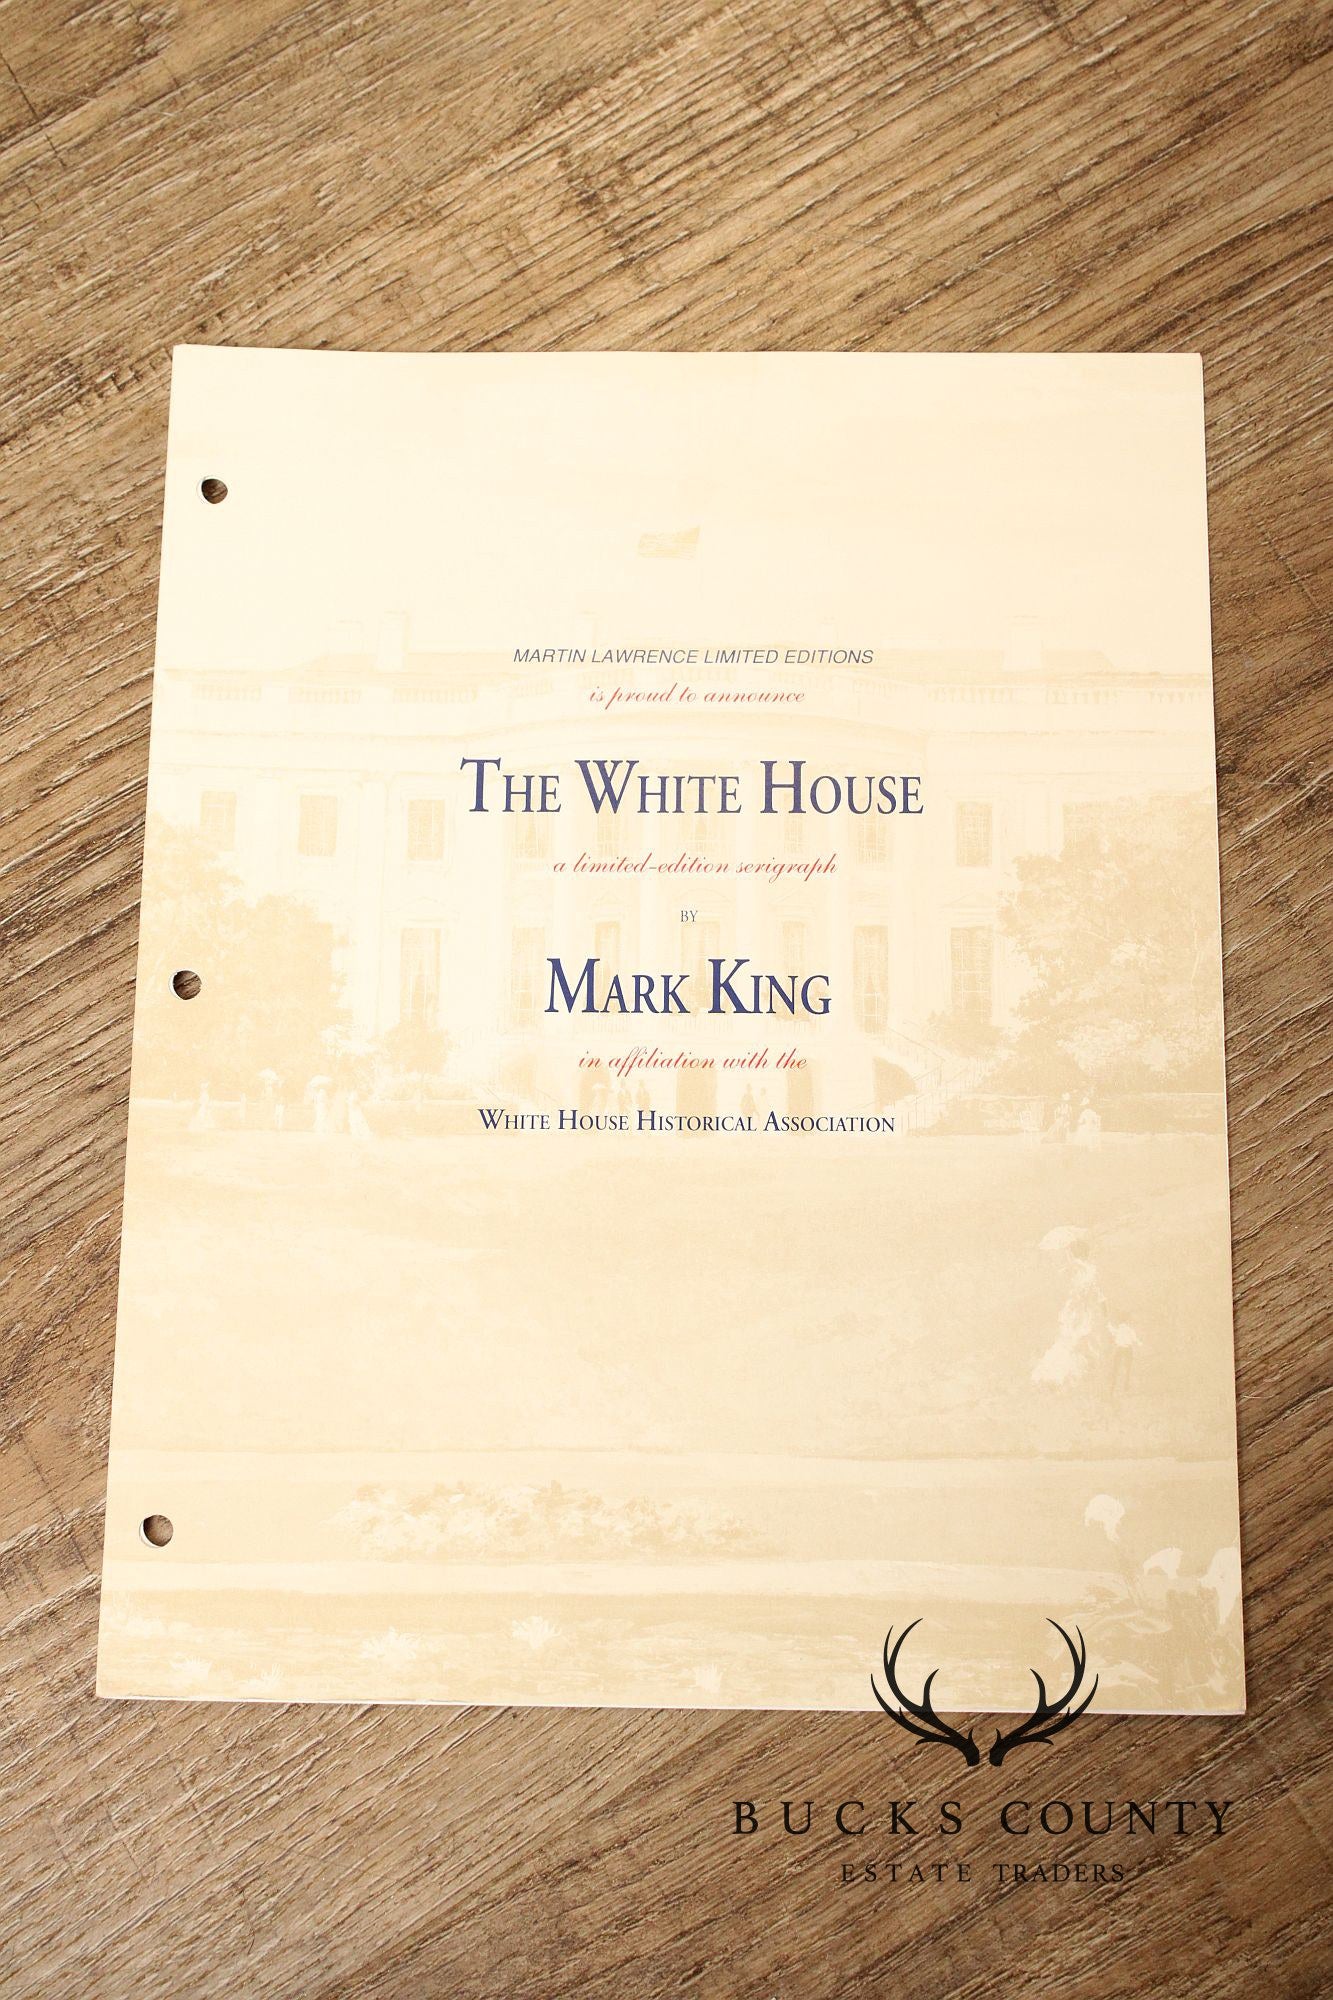 MARTIN LAWRENCE LIMITED EDITIONS
is proud to announce
THE WHITE HOUSE
a limited-edition serigraph
BY
MARK KING
in affiliation with the
WHITE HOUSE HISTORICAL ASSOCIATION
BUCKS COUNTY
ESTATE TRADERS